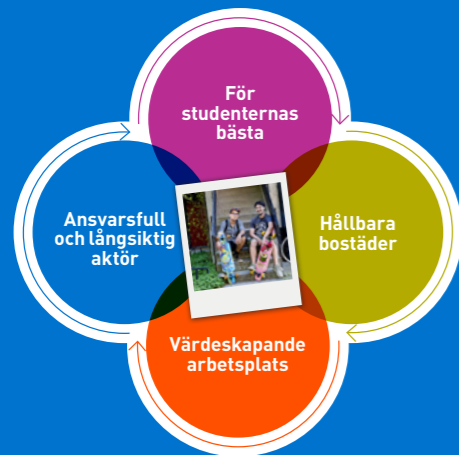 För
studenternas
bästa
Ansvarsfull
och långsiktig
aktör
Hållbara
bostäder
Värdeskapande
arbetsplats